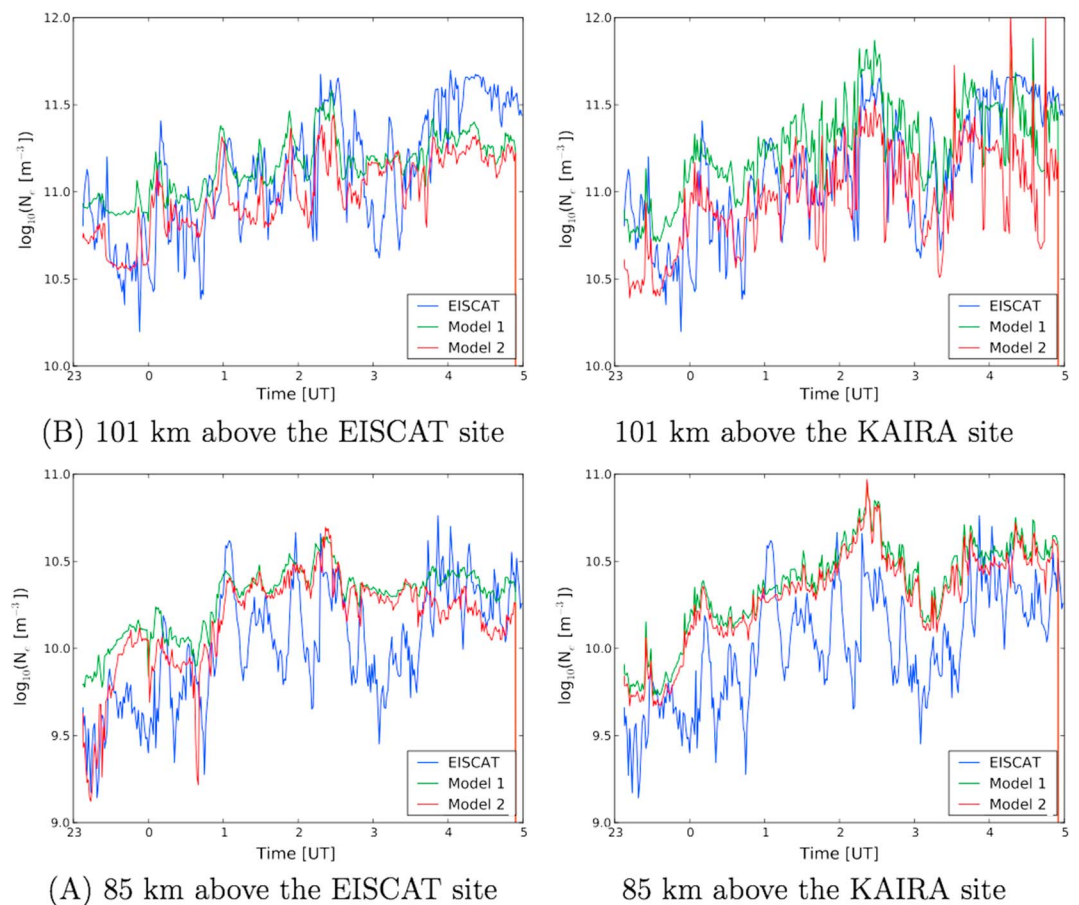 12.0
11.5
11.0
10.5
10.0
log₁₀(Nₑ [m⁻³])
23 0 1 2 3 4 5
Time [UT]
EISCAT
Model 1
Model 2
12.0
11.5
11.0
10.5
10.0
log₁₀(Nₑ [m⁻³])
23 0 1 2 3 4 5
Time [UT]
EISCAT
Model 1
Model 2
(B) 101 km above the EISCAT site
101 km above the KAIRA site
11.0
10.5
10.0
9.5
9.0
log₁₀(Nₑ [m⁻³])
23 0 1 2 3 4 5
Time [UT]
EISCAT
Model 1
Model 2
11.0
10.5
10.0
9.5
9.0
log₁₀(Nₑ [m⁻³])
23 0 1 2 3 4 5
Time [UT]
EISCAT
Model 1
Model 2
(A) 85 km above the EISCAT site
85 km above the KAIRA site